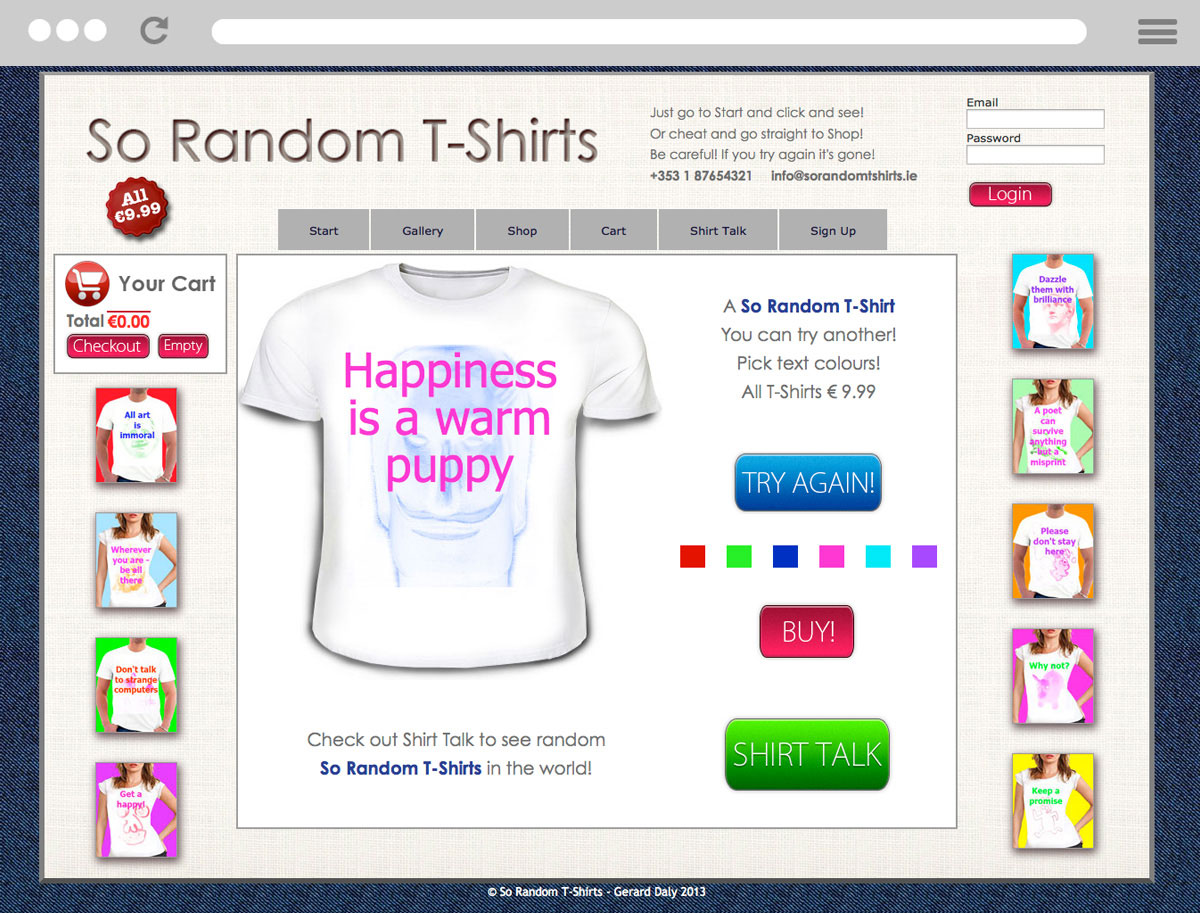 So Random T-Shirts
Just go to Start and click and see!
Or cheat and go straight to Shop!
Be careful! If you try again it's gone!
+353 1 87654321 info@sorandomtshirts.ie
Email
Password
Login
All
€9.99
Start Gallery Shop Cart Shirt Talk Sign Up
Your Cart
Total €0.00
Checkout Empty
All art
is
immoral
Wherever
you are -
be all
there
Don't talk
to strange
computers
Get a
happy!
Happiness
is a warm
puppy
A So Random T-Shirt
You can try another!
Pick text colours!
All T-Shirts € 9.99
TRY AGAIN!
BUY!
SHIRT TALK
Check out Shirt Talk to see random
So Random T-Shirts in the world!
Dazzle
them with
brilliance
A poet
can
survive
anything
but a
misprint
Please
don't stay
here
Why not?
Keep a
promise
© So Random T-Shirts - Gerard Daly 2013